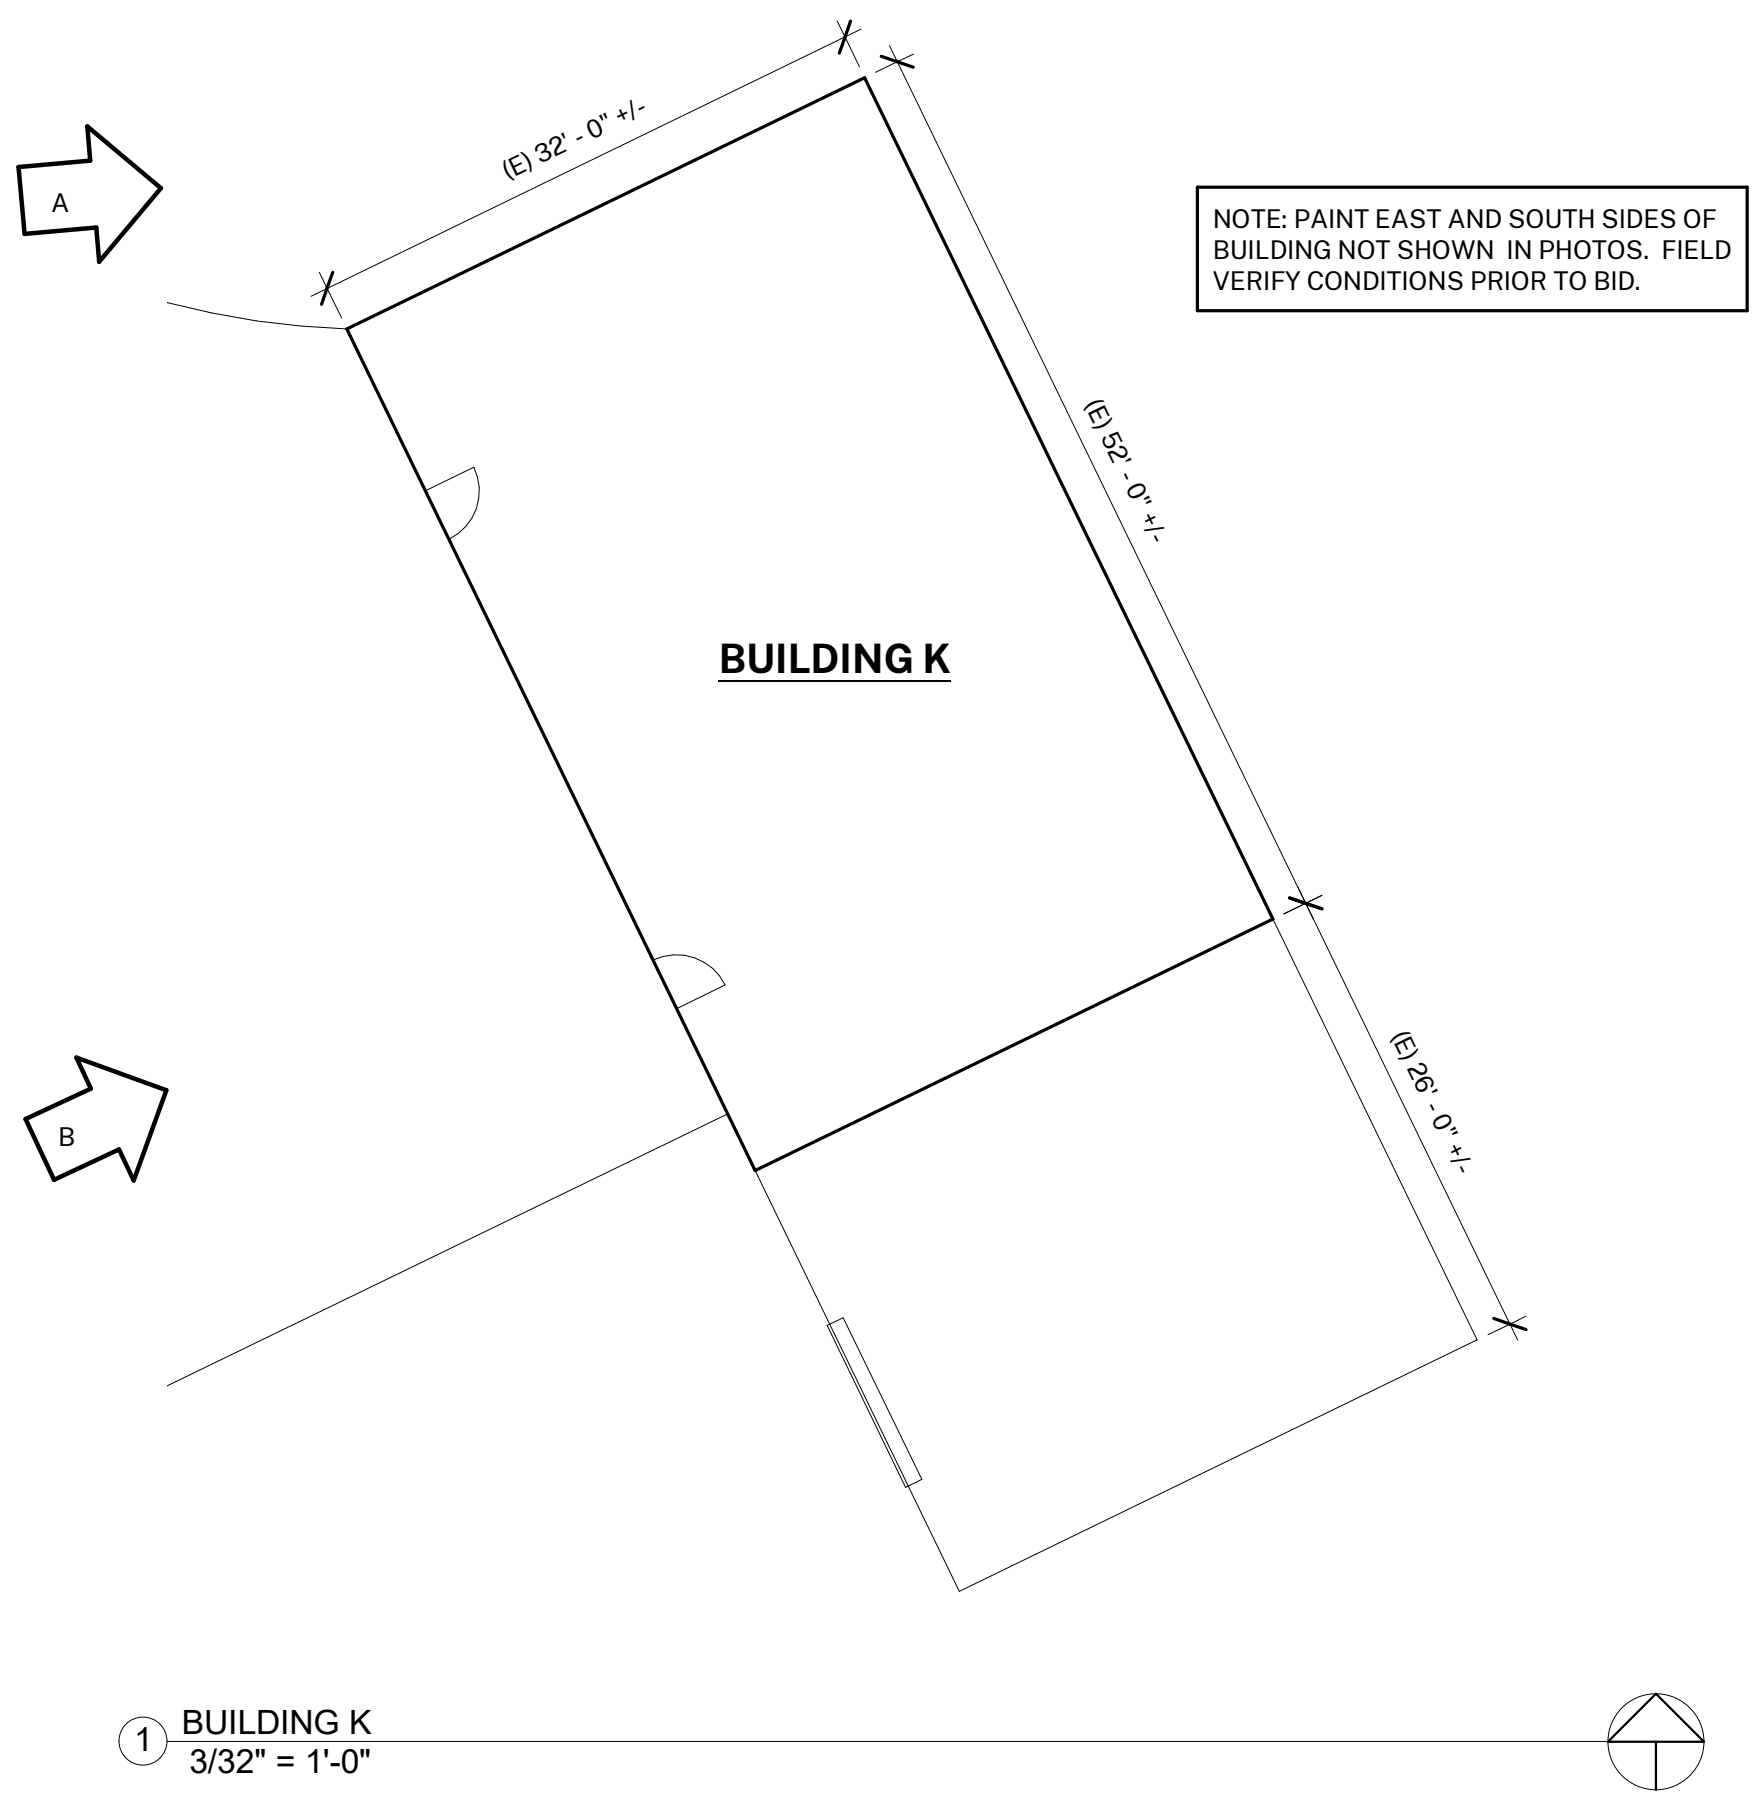 (E) 32' - 0" +/-
A
NOTE: PAINT EAST AND SOUTH SIDES OF
BUILDING NOT SHOWN  IN PHOTOS.  FIELD
VERIFY CONDITIONS PRIOR TO BID.
(E) 52' - 0" +/-
BUILDING K
(E) 26' - 0" +/-
B
1
BUILDING K
3/32" = 1'-0"